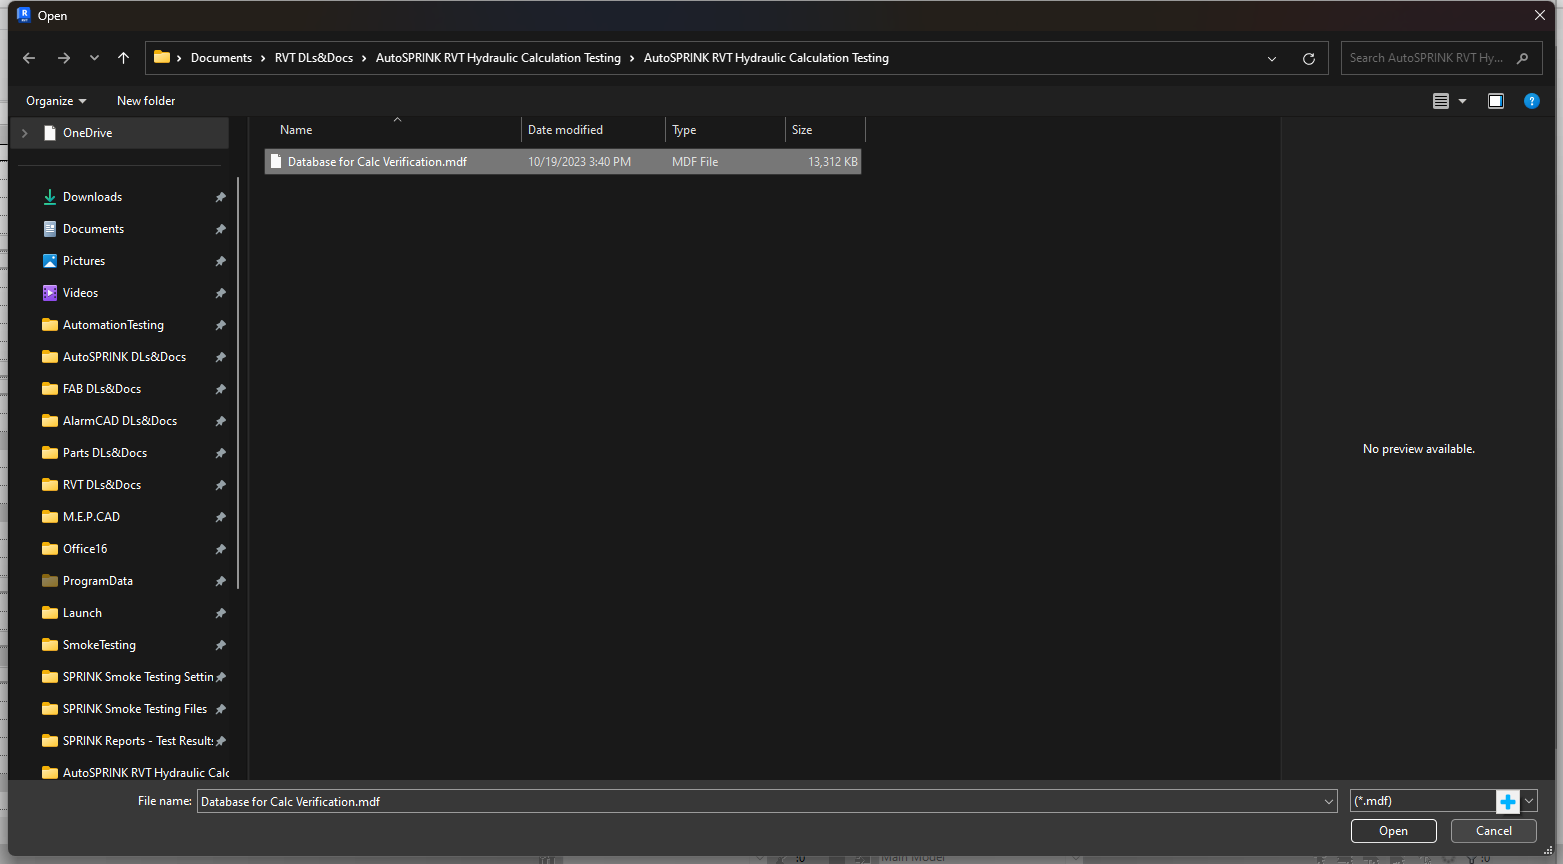 Open
Documents > RVT DLs&Docs > AutoSPRINK RVT Hydraulic Calculation Testing > AutoSPRINK RVT Hydraulic Calculation Testing
Search AutoSPRINK RVT Hy...
Organize
New folder
OneDrive
Name
Date modified
Type
Size
Database for Calc Verification.mdf
10/19/2023 3:40 PM
MDF File
13,312 KB
Downloads
Documents
Pictures
Videos
AutomationTesting
AutoSPRINK DLs&Docs
FAB DLs&Docs
AlarmCAD DLs&Docs
Parts DLs&Docs
RVT DLs&Docs
M.E.P.CAD
Office16
ProgramData
Launch
SmokeTesting
SPRINK Smoke Testing Settin
SPRINK Smoke Testing Files
SPRINK Reports - Test Results
AutoSPRINK RVT Hydraulic Calc
No preview available.
File name:
Database for Calc Verification.mdf
(*.mdf)
Open
Cancel
:0
Main Model
:0